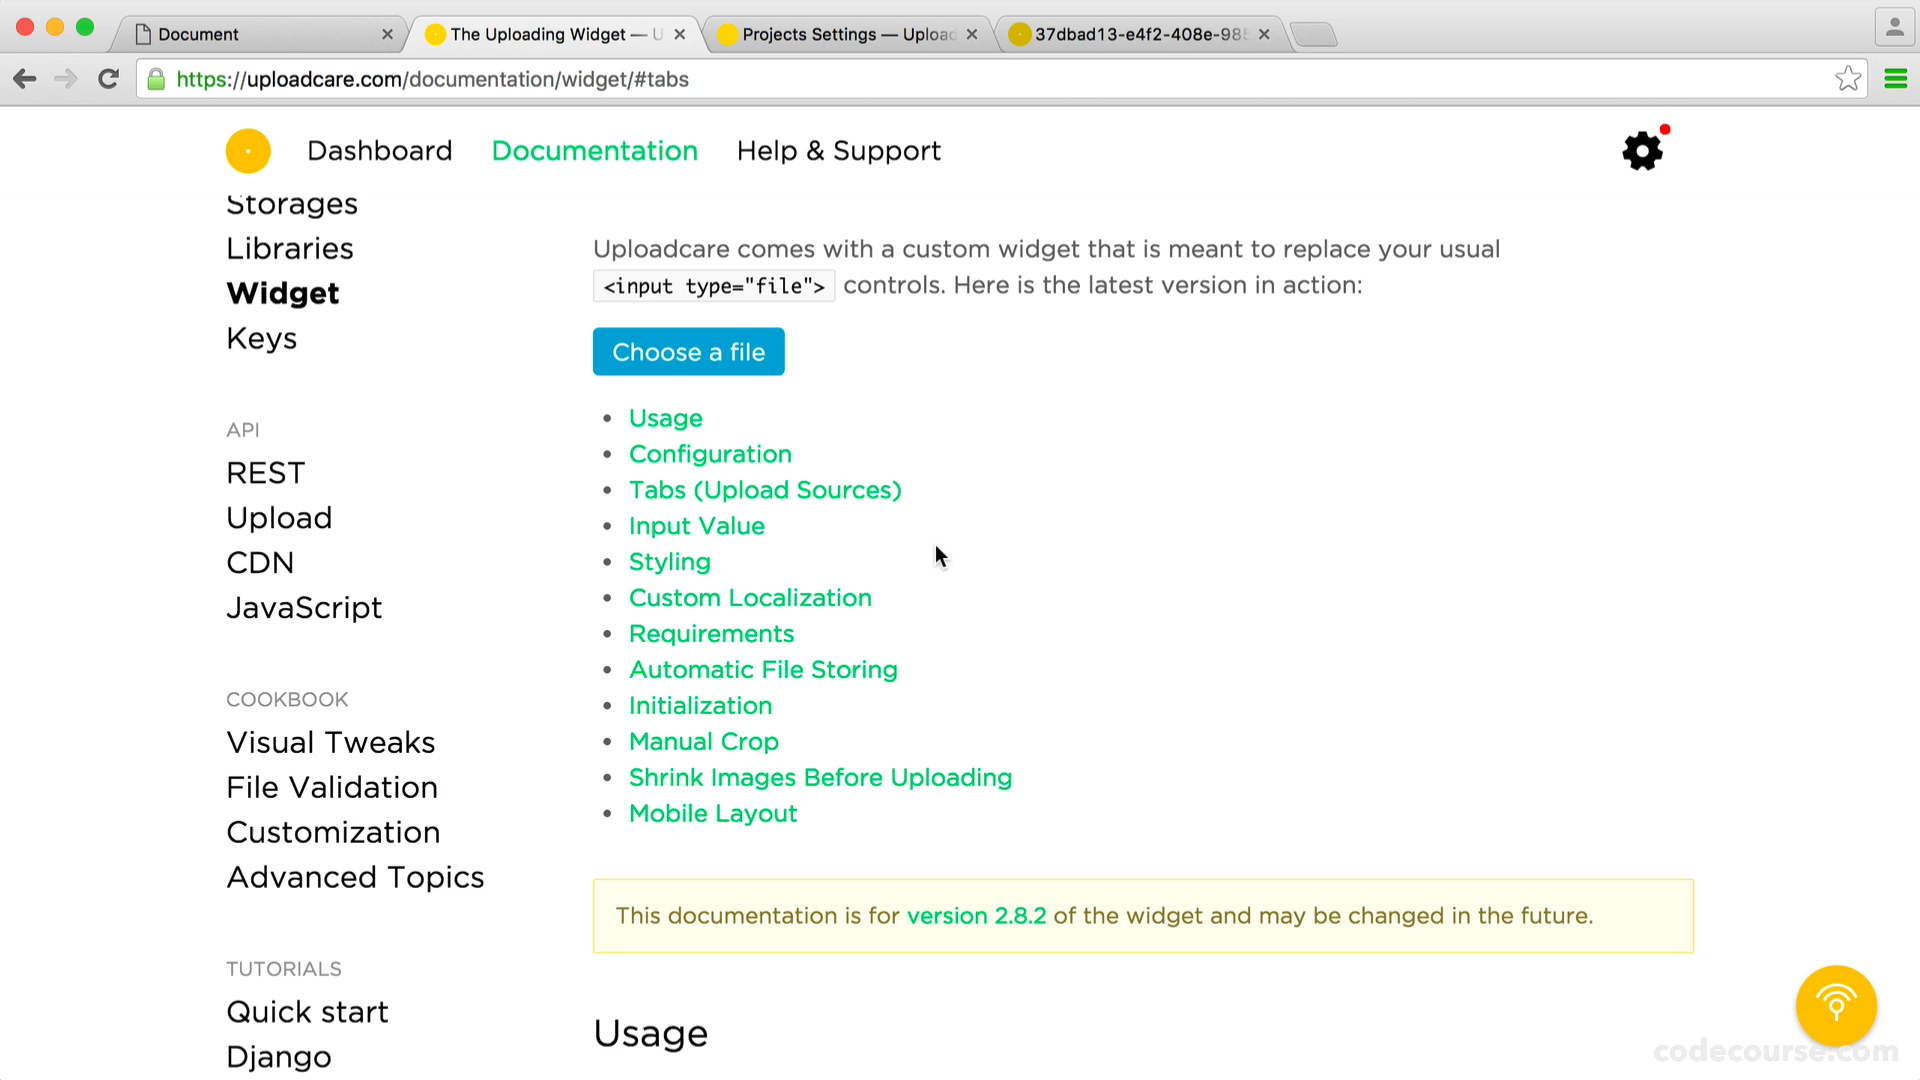 Document
The Uploading Widget — U
Projects Settings — Upload
37dbad13-e4f2-408e-985
https://uploadcare.com/documentation/widget/#tabs
Dashboard
Documentation
Help & Support
Storages
Libraries
Widget
Keys
API
REST
Upload
CDN
JavaScript
COOKBOOK
Visual Tweaks
File Validation
Customization
Advanced Topics
TUTORIALS
Quick start
Django
Uploadcare comes with a custom widget that is meant to replace your usual
<input type="file"> controls. Here is the latest version in action:
Choose a file
Usage
Configuration
Tabs (Upload Sources)
Input Value
Styling
Custom Localization
Requirements
Automatic File Storing
Initialization
Manual Crop
Shrink Images Before Uploading
Mobile Layout
This documentation is for version 2.8.2 of the widget and may be changed in the future.
Usage
codecourse.com